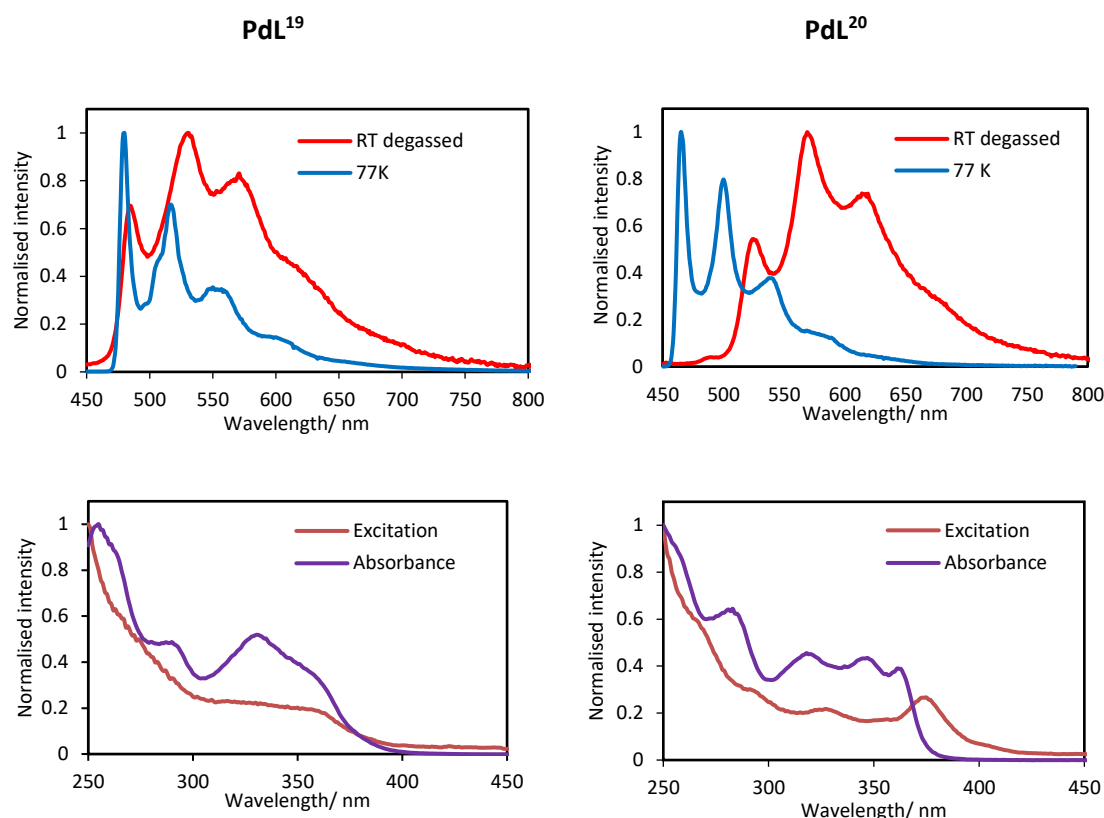 PdL¹⁹
PdL²⁰
Normalised intensity
1
0.8
0.6
0.4
0.2
0
450 500 550 600 650 700 750 800
Wavelength/ nm
RT degassed
77K
Normalised intensity
1
0.8
0.6
0.4
0.2
0
450 500 550 600 650 700 750 800
Wavelength/ nm
RT degassed
77 K
Normalised intensity
1
0.8
0.6
0.4
0.2
0
250 300 350 400 450
Wavelength/ nm
Excitation
Absorbance
Normalised intensity
1
0.8
0.6
0.4
0.2
0
250 300 350 400 450
Wavelength/ nm
Excitation
Absorbance